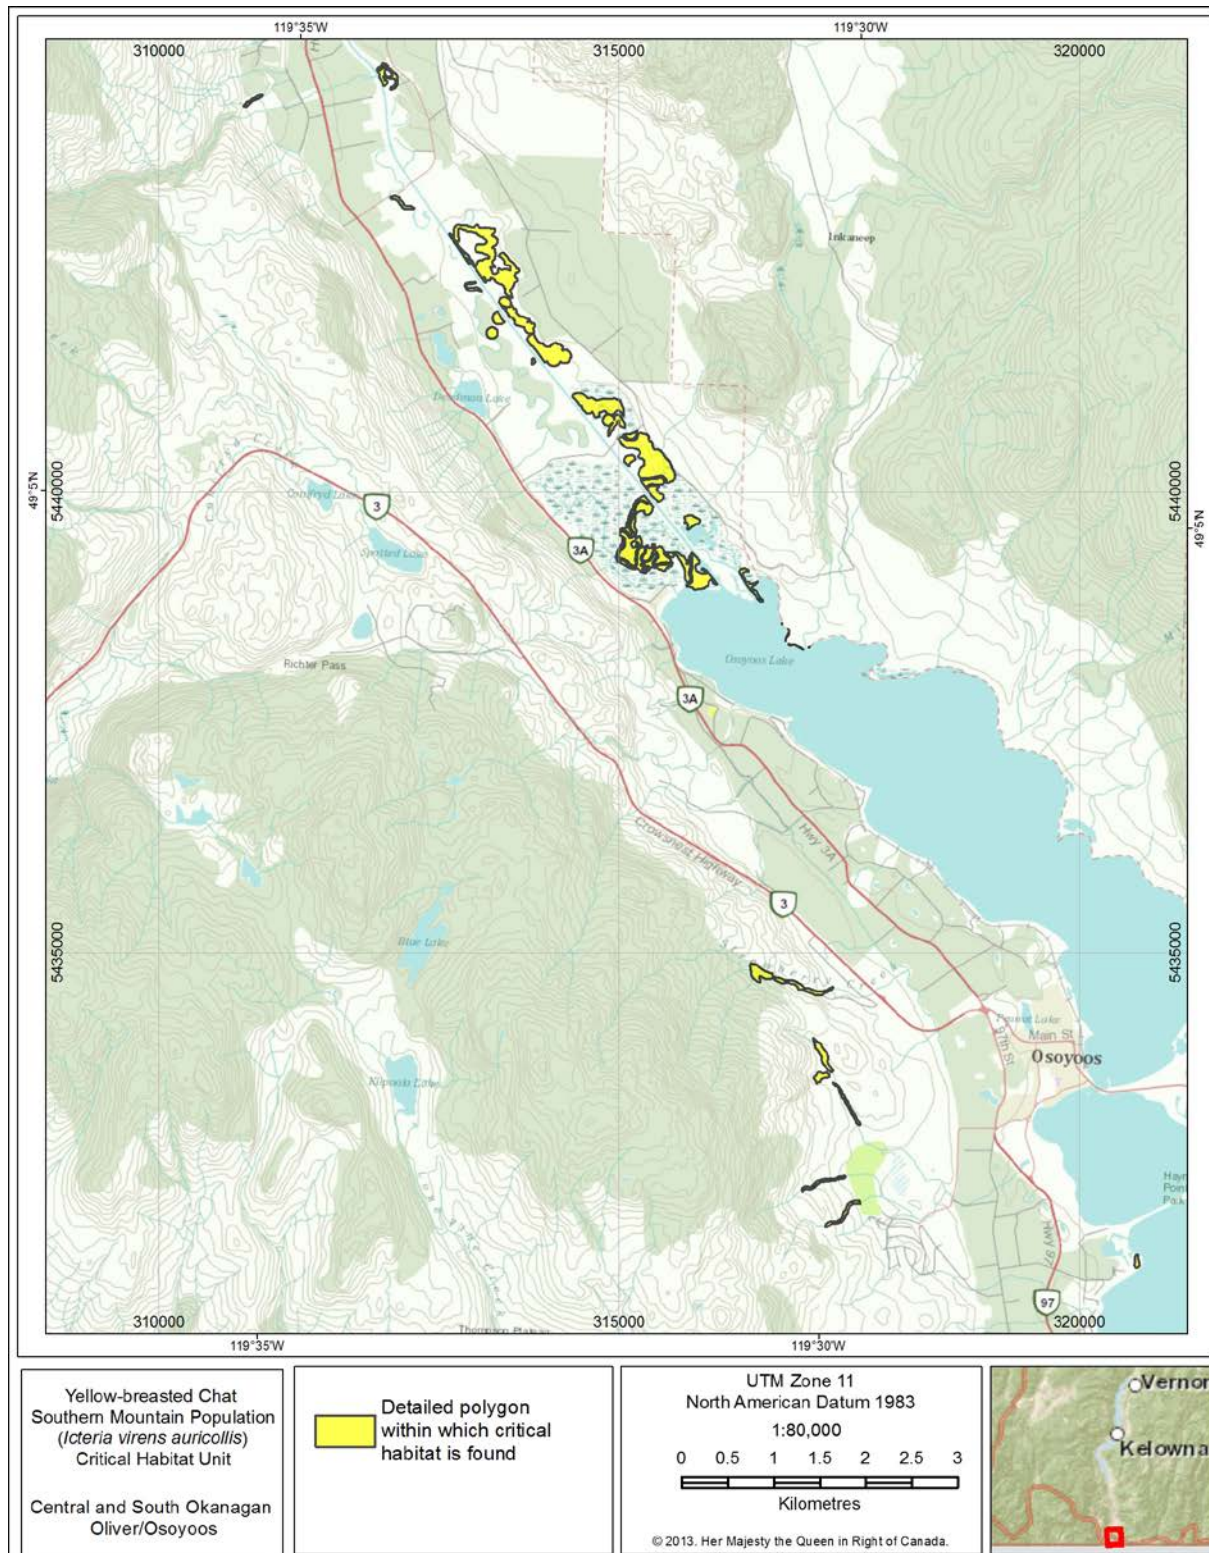 119°35'W
119°30'W
310000
315000
320000
Inkaneep
Deadman Lake
49°5'N
5440000
3
Spotted Lake
3A
5440000
49°5'N
Richter Pass
Osoyoos Lake
3A
Hwy 3A
Crowsnest Highway
3
Blue Lake
5435000
Strawberry Creek
5435000
Peanut Lake
Main St
97th St
Osoyoos
Kilpoola Lake
Hwy 97
97
310000
315000
320000
119°35'W
119°30'W
Yellow-breasted Chat
Southern Mountain Population
(Icteria virens auricollis)
Critical Habitat Unit
Central and South Okanagan
Oliver/Osoyoos
Detailed polygon
within which critical
habitat is found
UTM Zone 11
North American Datum 1983
1:80,000
0 0.5 1 1.5 2 2.5 3
Kilometres
© 2013. Her Majesty the Queen in Right of Canada.
Vernon
Kelowna